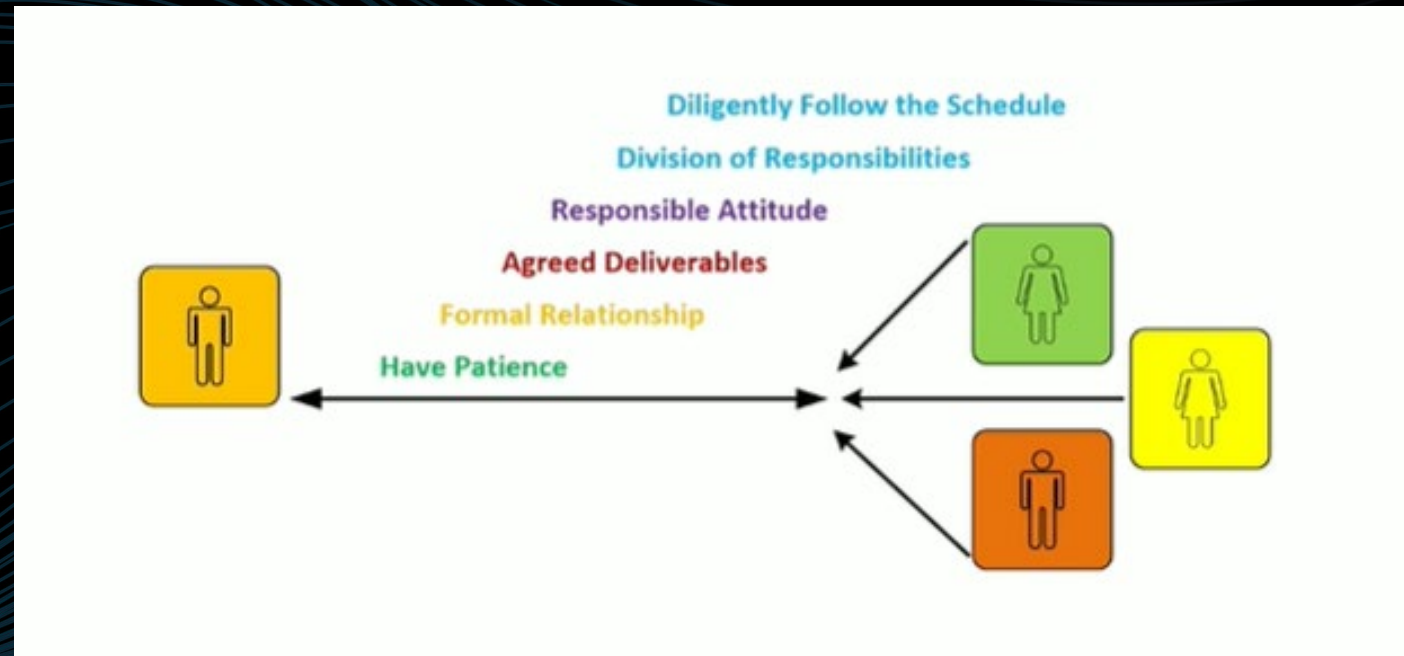 Diligently Follow the Schedule
Division of Responsibilities
Responsible Attitude
Agreed Deliverables
Formal Relationship
Have Patience